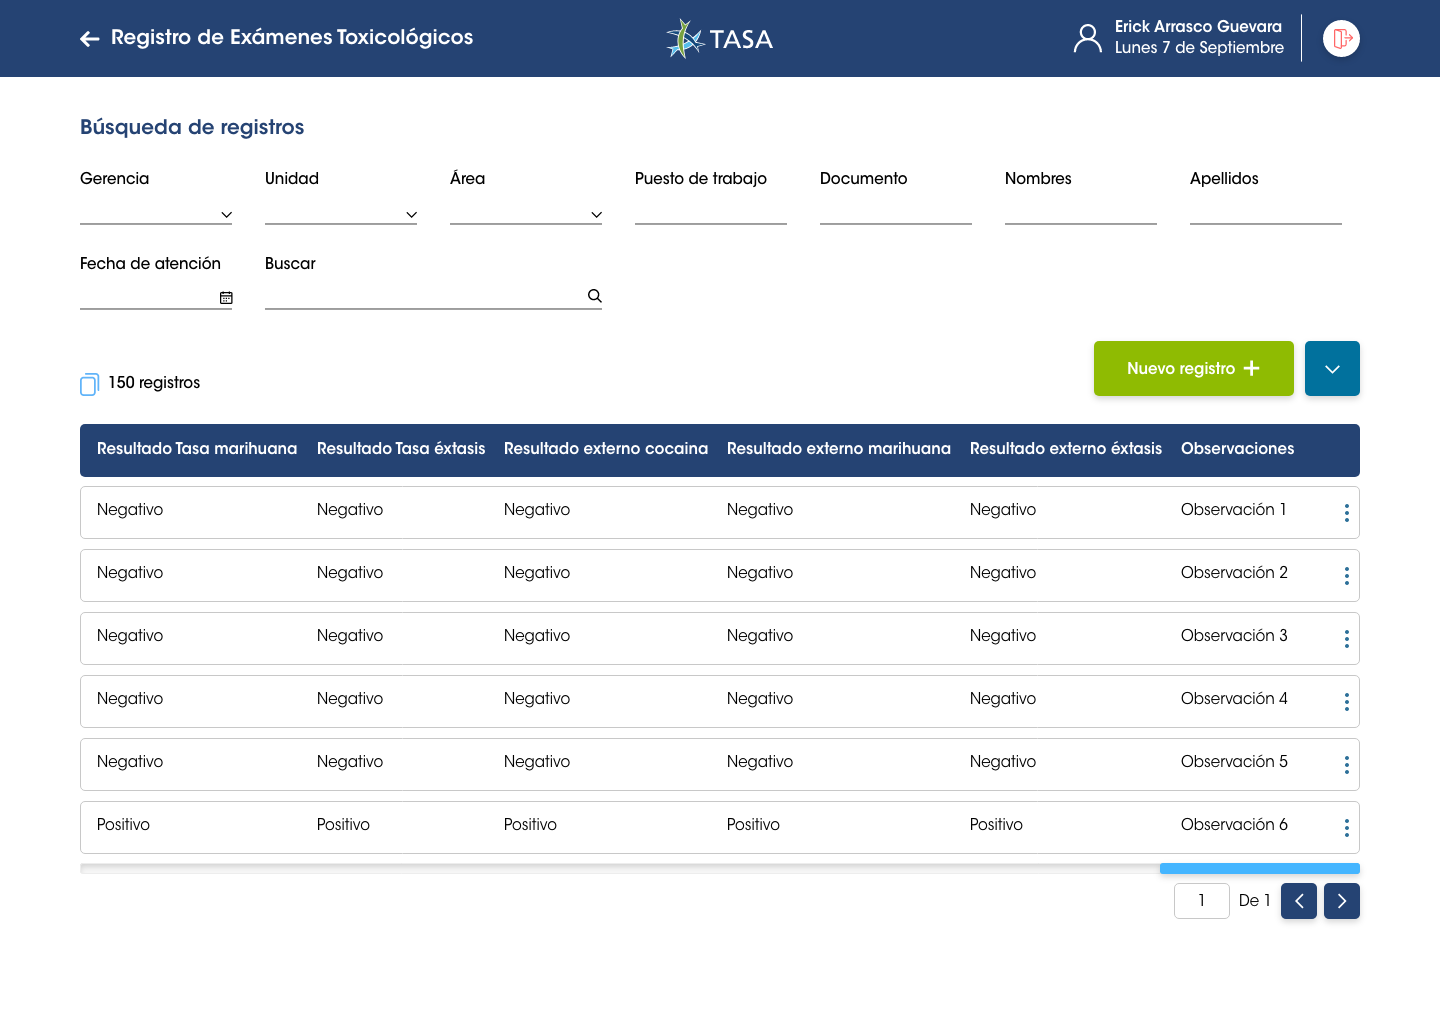 Registro de Exámenes Toxicológicos
TASA
Erick Arrasco Guevara
Lunes 7 de Septiembre
Búsqueda de registros
Gerencia Unidad Área Puesto de trabajo Documento Nombres Apellidos
Fecha de atención Buscar
150 registros
Nuevo registro
Resultado Tasa marihuana Resultado Tasa éxtasis Resultado externo cocaina Resultado externo marihuana Resultado externo éxtasis Observaciones
Negativo Negativo Negativo Negativo Negativo Observación 1
Negativo Negativo Negativo Negativo Negativo Observación 2
Negativo Negativo Negativo Negativo Negativo Observación 3
Negativo Negativo Negativo Negativo Negativo Observación 4
Negativo Negativo Negativo Negativo Negativo Observación 5
Positivo Positivo Positivo Positivo Positivo Observación 6
1 De 1